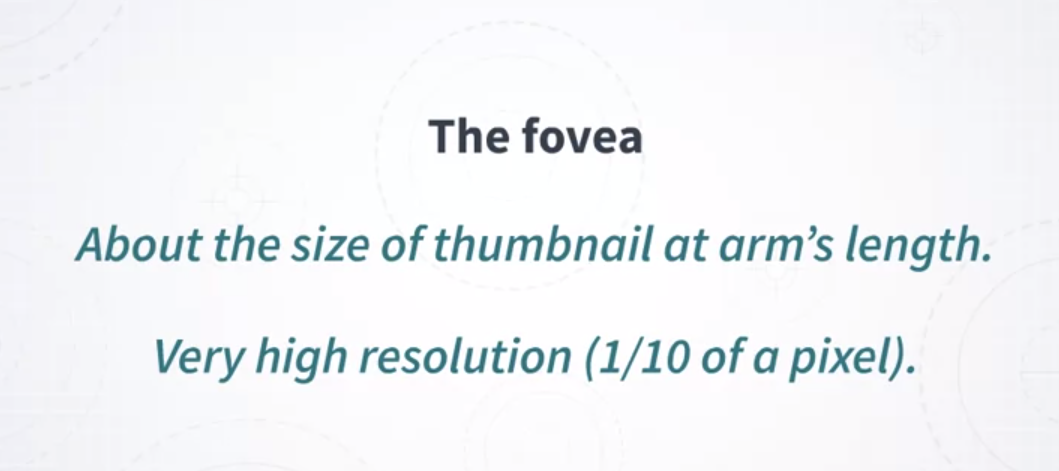 The fovea
About the size of thumbnail at arm’s length.
Very high resolution (1/10 of a pixel).